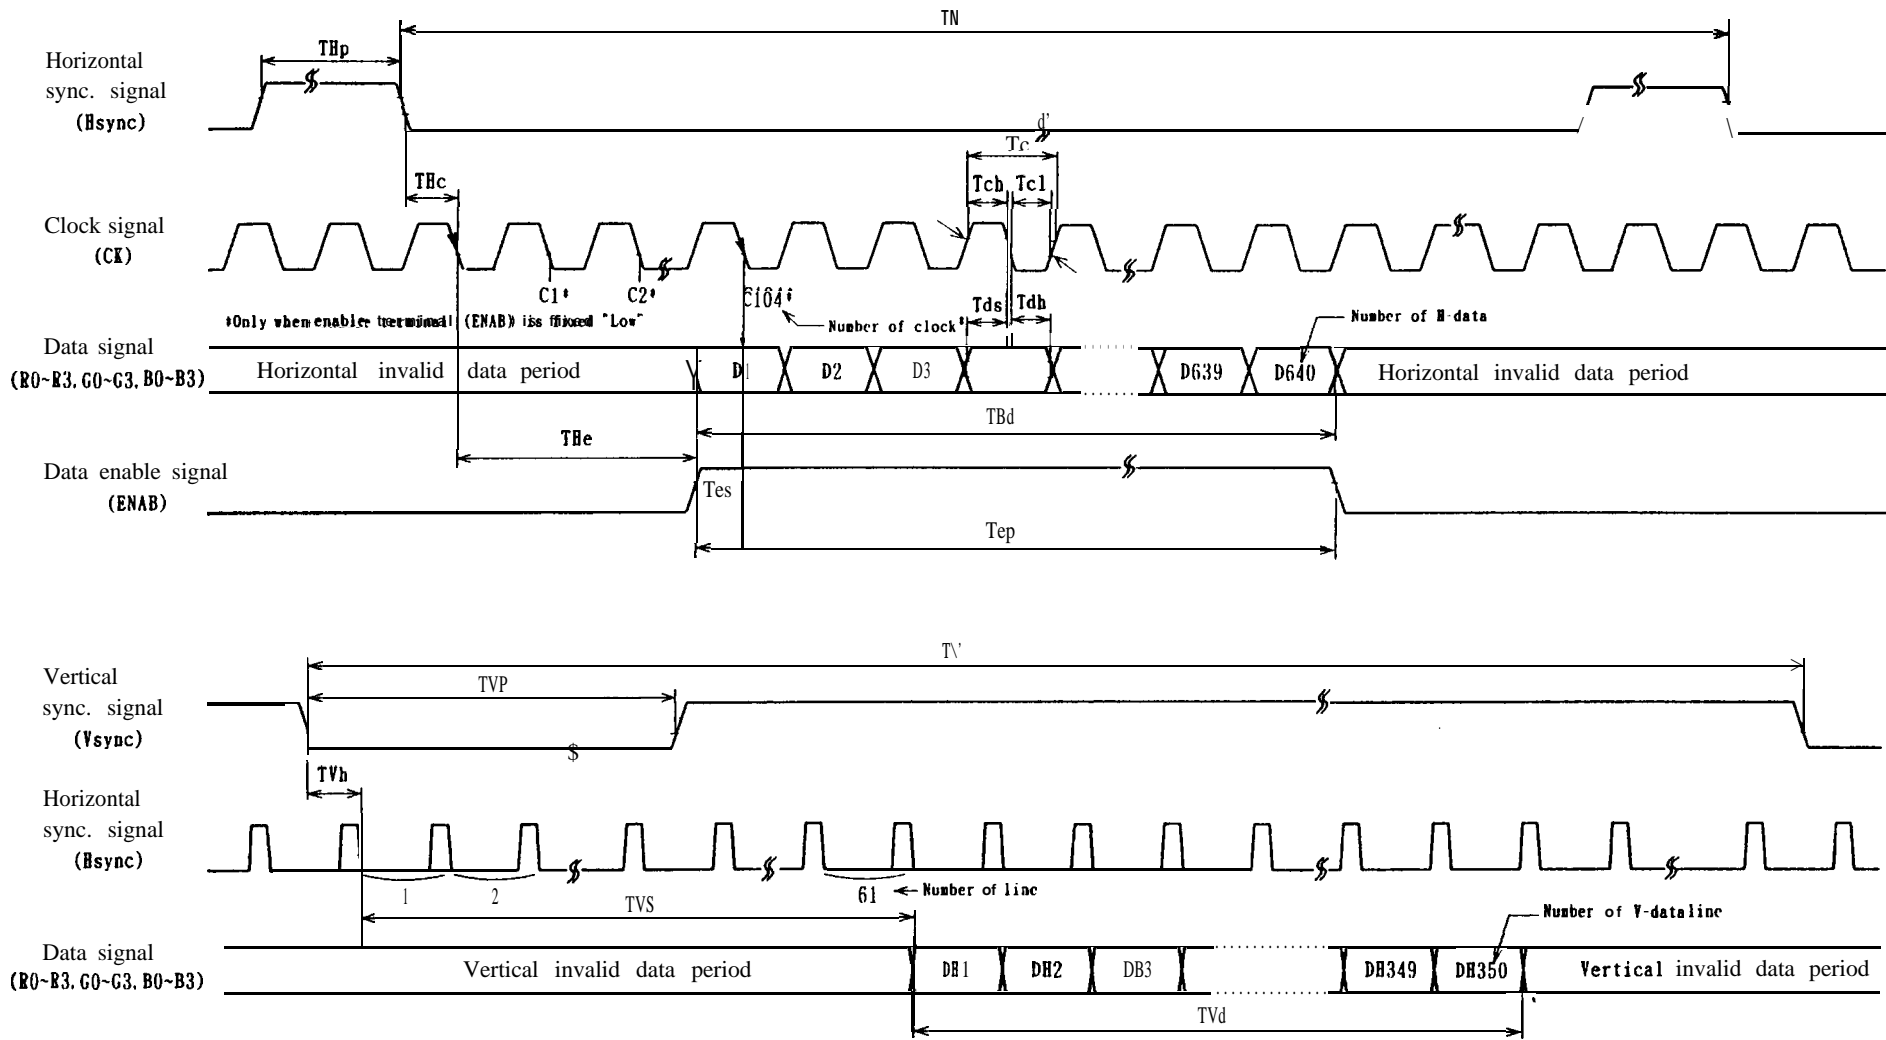 TN
THp
Horizontal
sync. signal
(Hsync)
d'
Tc
THc
Tch
Tcl
Clock signal
(CK)
C1*
C2*
C104*
Tds
Tdh
*Only when enable terminal (ENAB) is fixed "Low"
Number of clock*
Number of H-data
Data signal
(R0~R3, G0~G3, B0~B3)
Horizontal invalid data period
D1
D2
D3
D639
D640
Horizontal invalid data period
THd
THe
Data enable signal
(ENAB)
Tes
Tep
T\'
Vertical
sync. signal
(Vsync)
TVP
$
TVh
Horizontal
sync. signal
(Hsync)
1
2
61
Number of line
TVS
Number of V-dataline
Data signal
(R0~R3, G0~G3, B0~B3)
Vertical invalid data period
DH1
DH2
DH3
DH349
DH350
Vertical invalid data period
TVd